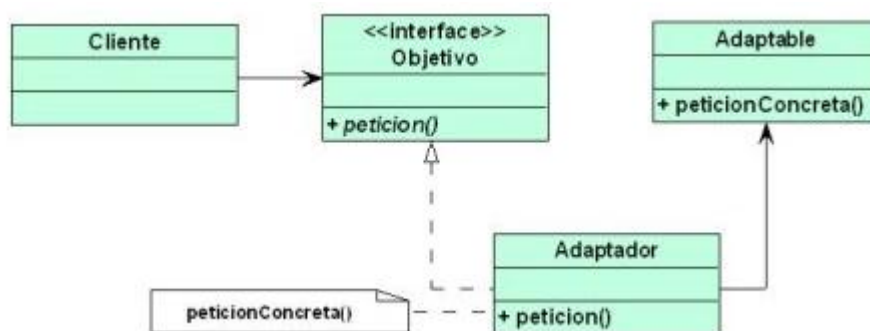 Cliente
<<interface>>
Objetivo
+ peticion()
Adaptable
+ peticionConcreta()
Adaptador
+ peticion()
peticionConcreta()